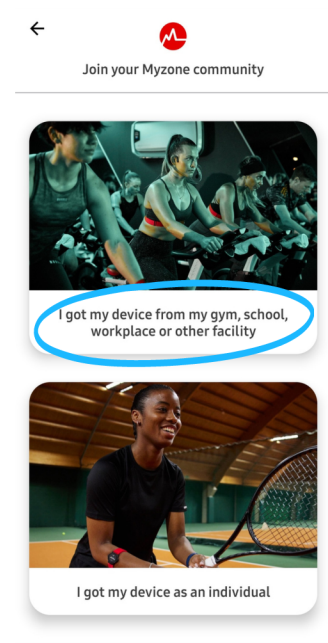 Join your Myzone community
I got my device from my gym, school,
workplace or other facility
I got my device as an individual